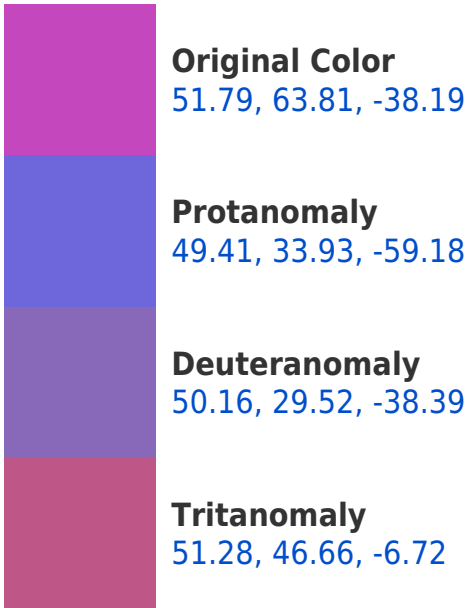 Original Color
51.79, 63.81, -38.19
Protanomaly
49.41, 33.93, -59.18
Deuteranomaly
50.16, 29.52, -38.39
Tritanomaly
51.28, 46.66, -6.72